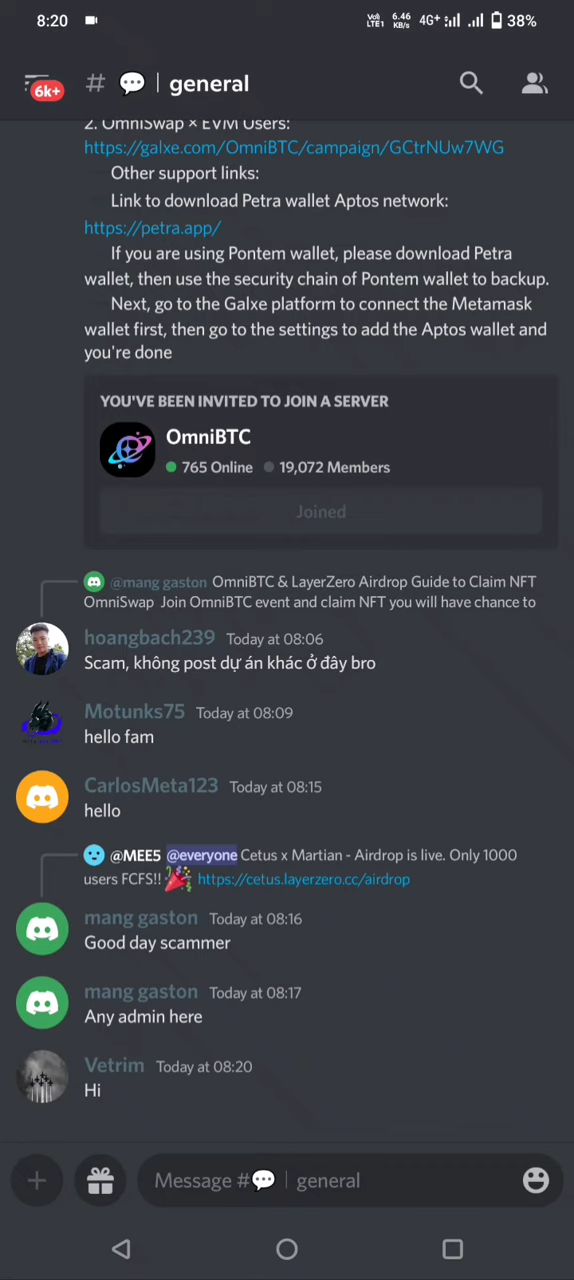 8:20 Vo) LTE1 6.46 KB/s 4G+ 38%
6k+ # 💬 | general
2. OmniSwap × EVM Users:
https://galxe.com/OmniBTC/campaign/GCtrNUw7WG
Other support links:
Link to download Petra wallet Aptos network:
https://petra.app/
If you are using Pontem wallet, please download Petra
wallet, then use the security chain of Pontem wallet to backup.
Next, go to the Galxe platform to connect the Metamask
wallet first, then go to the settings to add the Aptos wallet and
you're done
YOU'VE BEEN INVITED TO JOIN A SERVER
OmniBTC
765 Online 19,072 Members
Joined
@mang gaston OmniBTC & LayerZero Airdrop Guide to Claim NFT
OmniSwap Join OmniBTC event and claim NFT you will have chance to
hoangbach239 Today at 08:06
Scam, không post dự án khác ở đây bro
Motunks75 Today at 08:09
hello fam
CarlosMeta123 Today at 08:15
hello
@MEE5 @everyone Cetus x Martian - Airdrop is live. Only 1000
users FCFS!! 🎉 https://cetus.layerzero.cc/airdrop
mang gaston Today at 08:16
Good day scammer
mang gaston Today at 08:17
Any admin here
Vetrim Today at 08:20
Hi
Message #💬 | general